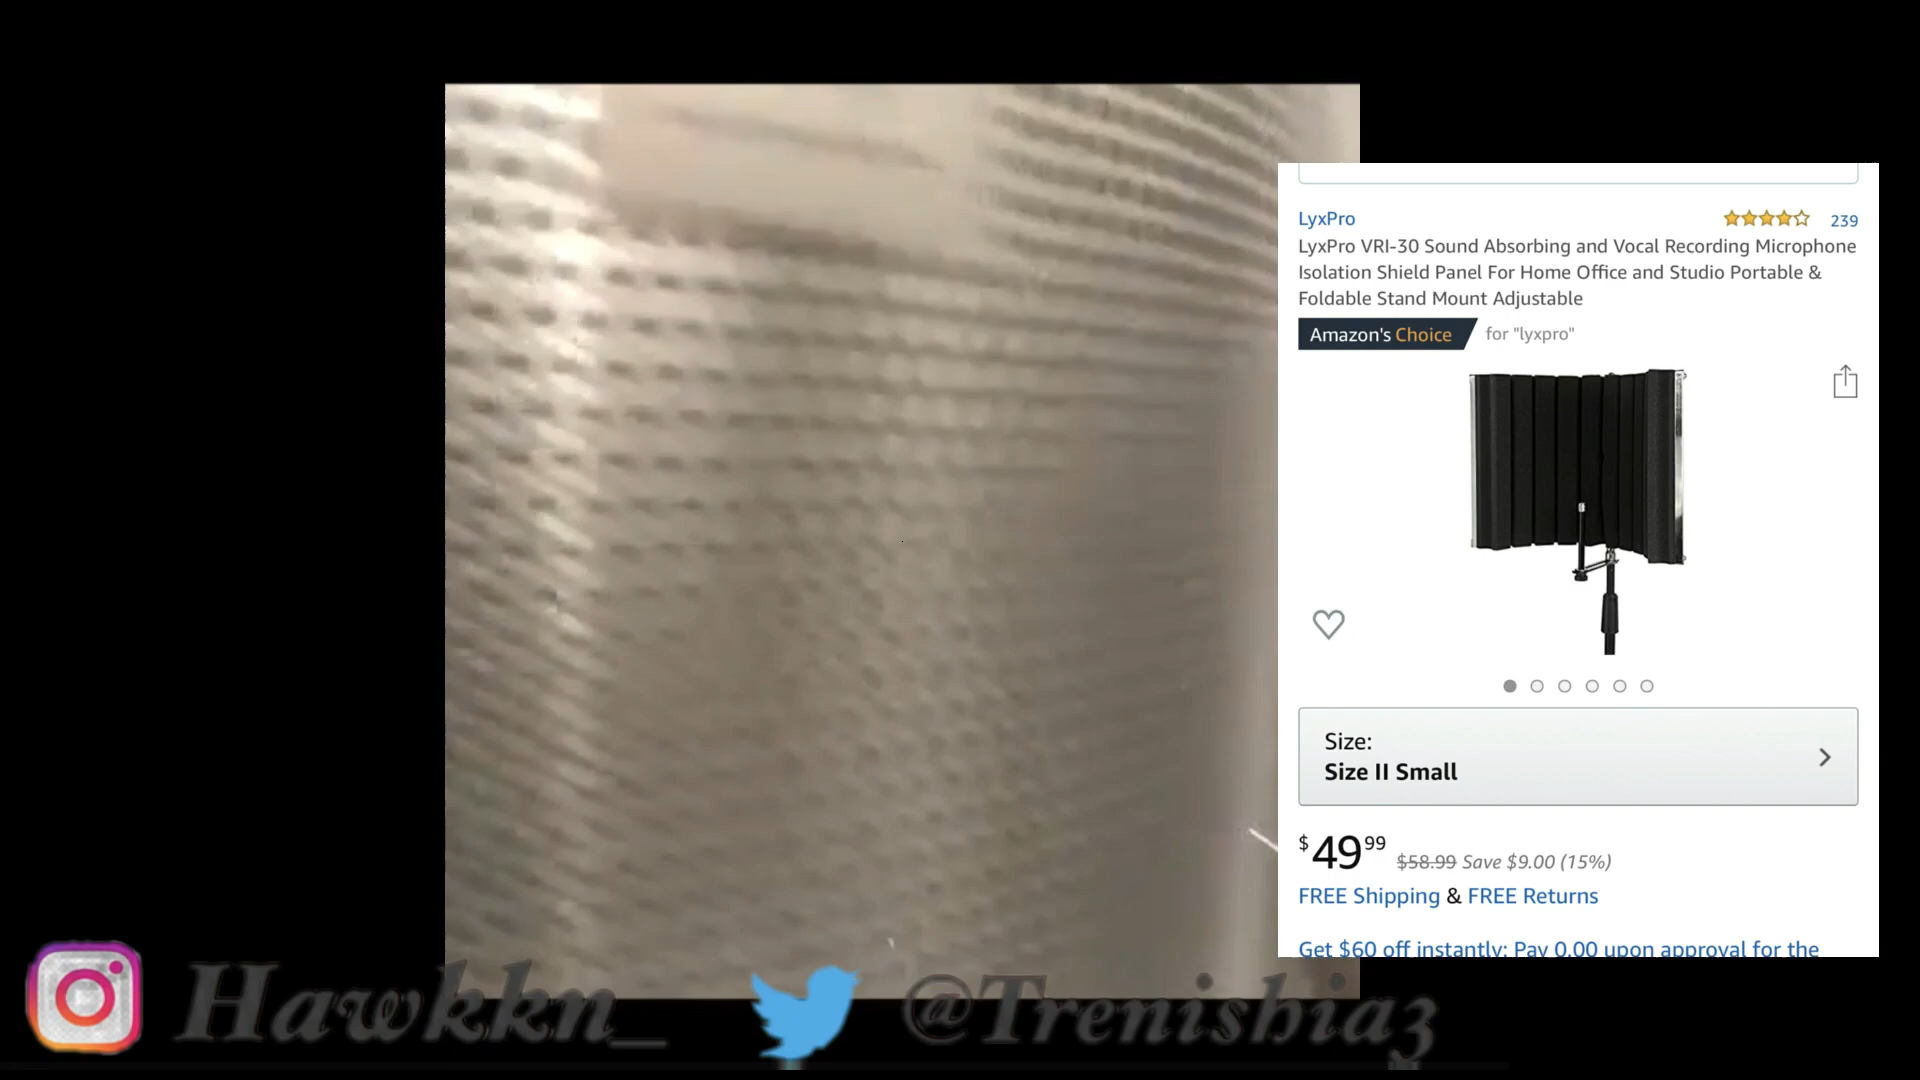 LyxPro
239
LyxPro VRI-30 Sound Absorbing and Vocal Recording Microphone
Isolation Shield Panel For Home Office and Studio Portable &
Foldable Stand Mount Adjustable
Amazon's Choice for "lyxpro"
Size:
Size II Small
$49.99 $58.99 Save $9.00 (15%)
FREE Shipping & FREE Returns
Get $60 off instantly: Pay 0.00 upon approval for the
Hawkkn_ @Trenishia3